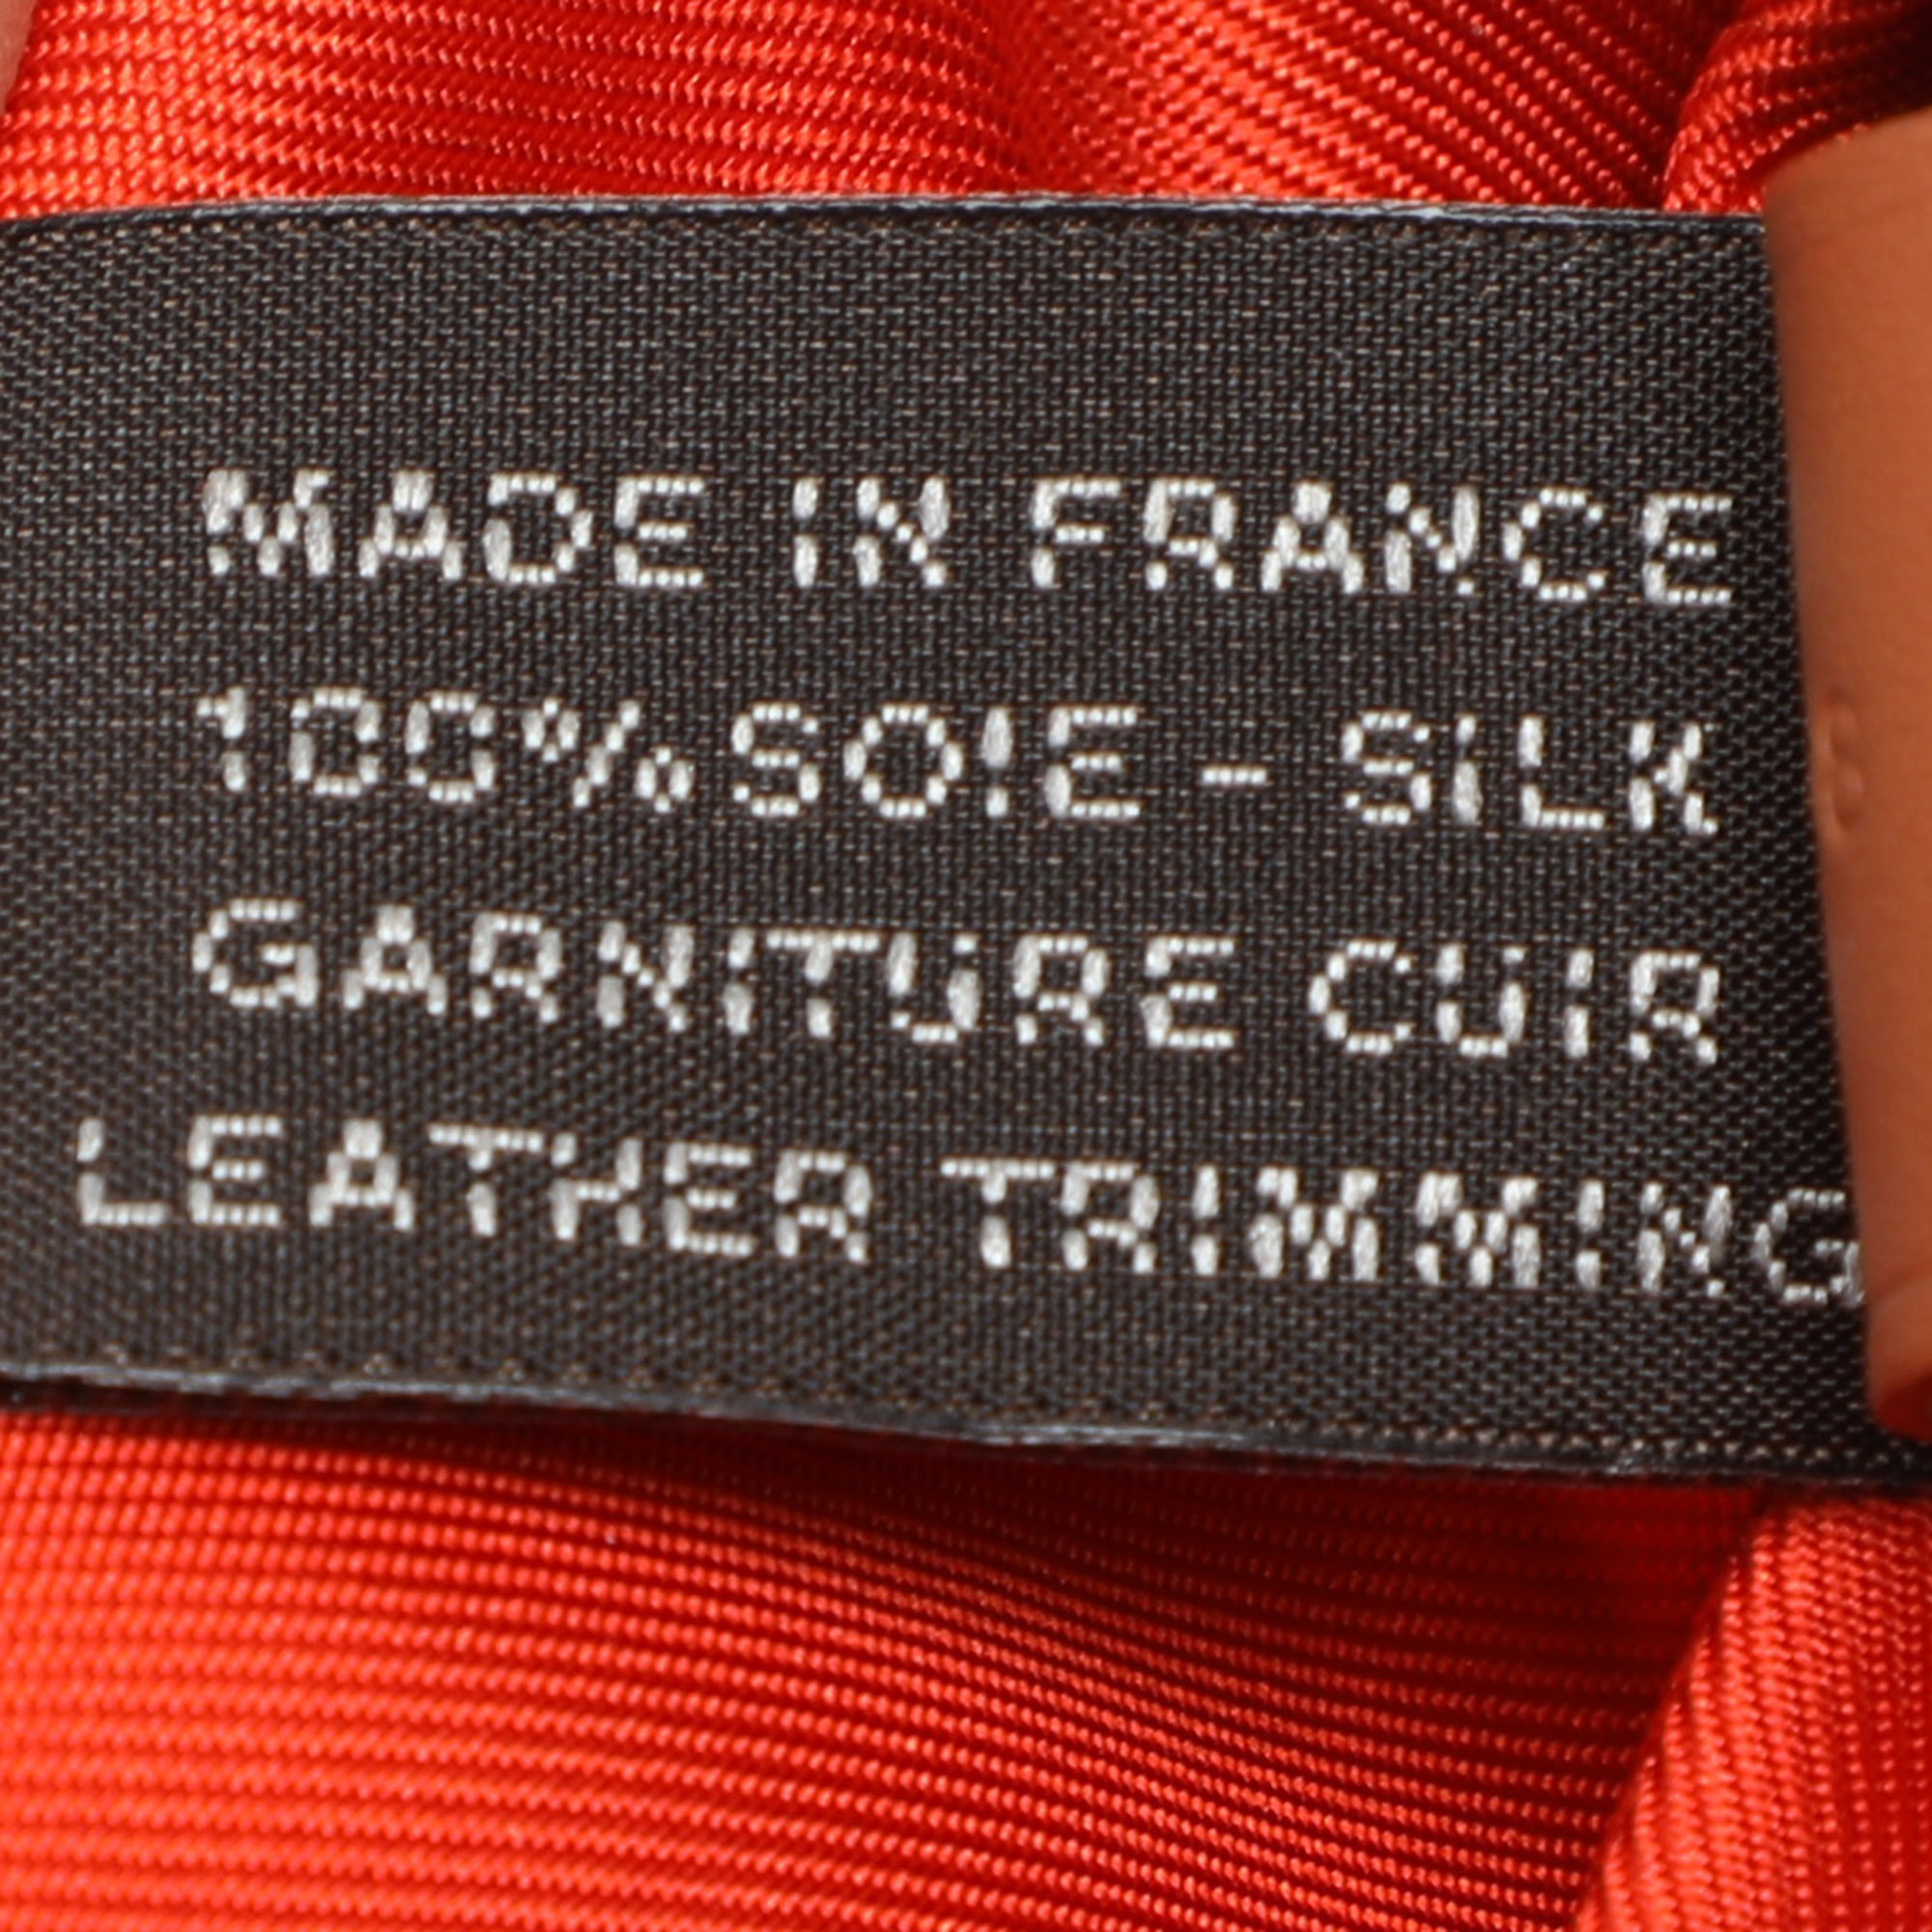 MADE IN FRANCE
100% SOIE - SILK
GARNITURE CUIR
LEATHER TRIMMING